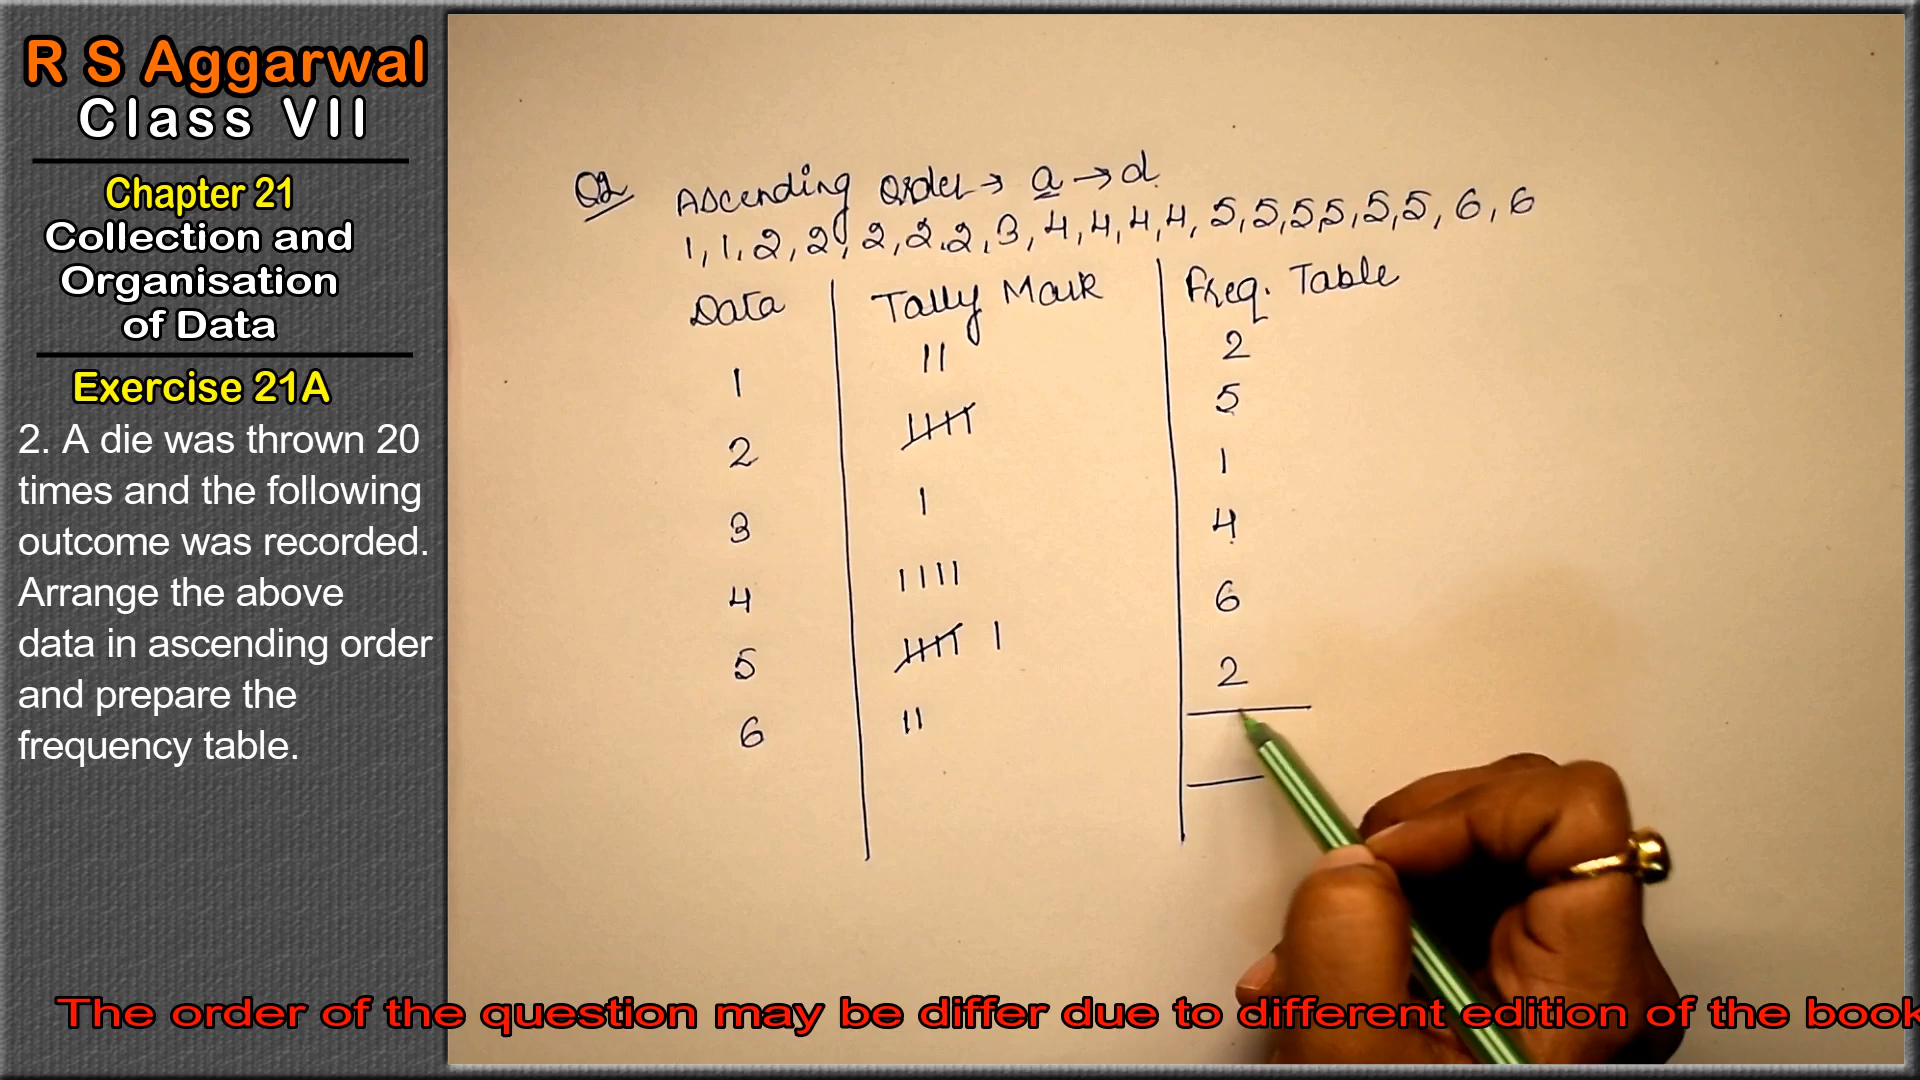 R S Aggarwal
Class VII
Chapter 21
Collection and
Organisation
of Data
Exercise 21A
2. A die was thrown 20
times and the following
outcome was recorded.
Arrange the above
data in ascending order
and prepare the
frequency table.
Q2 Ascending Order → a → d
1, 1, 2, 2, 2, 2, 2, 3, 4, 4, 4, 4, 5, 5, 5, 5, 5, 5, 6, 6
Data Tally Mark Freq. Table
1 || 2
2 5
3 | 1
4 |||| 4
5 | 6
6 || 2
The order of the question may be differ due to different edition of the book